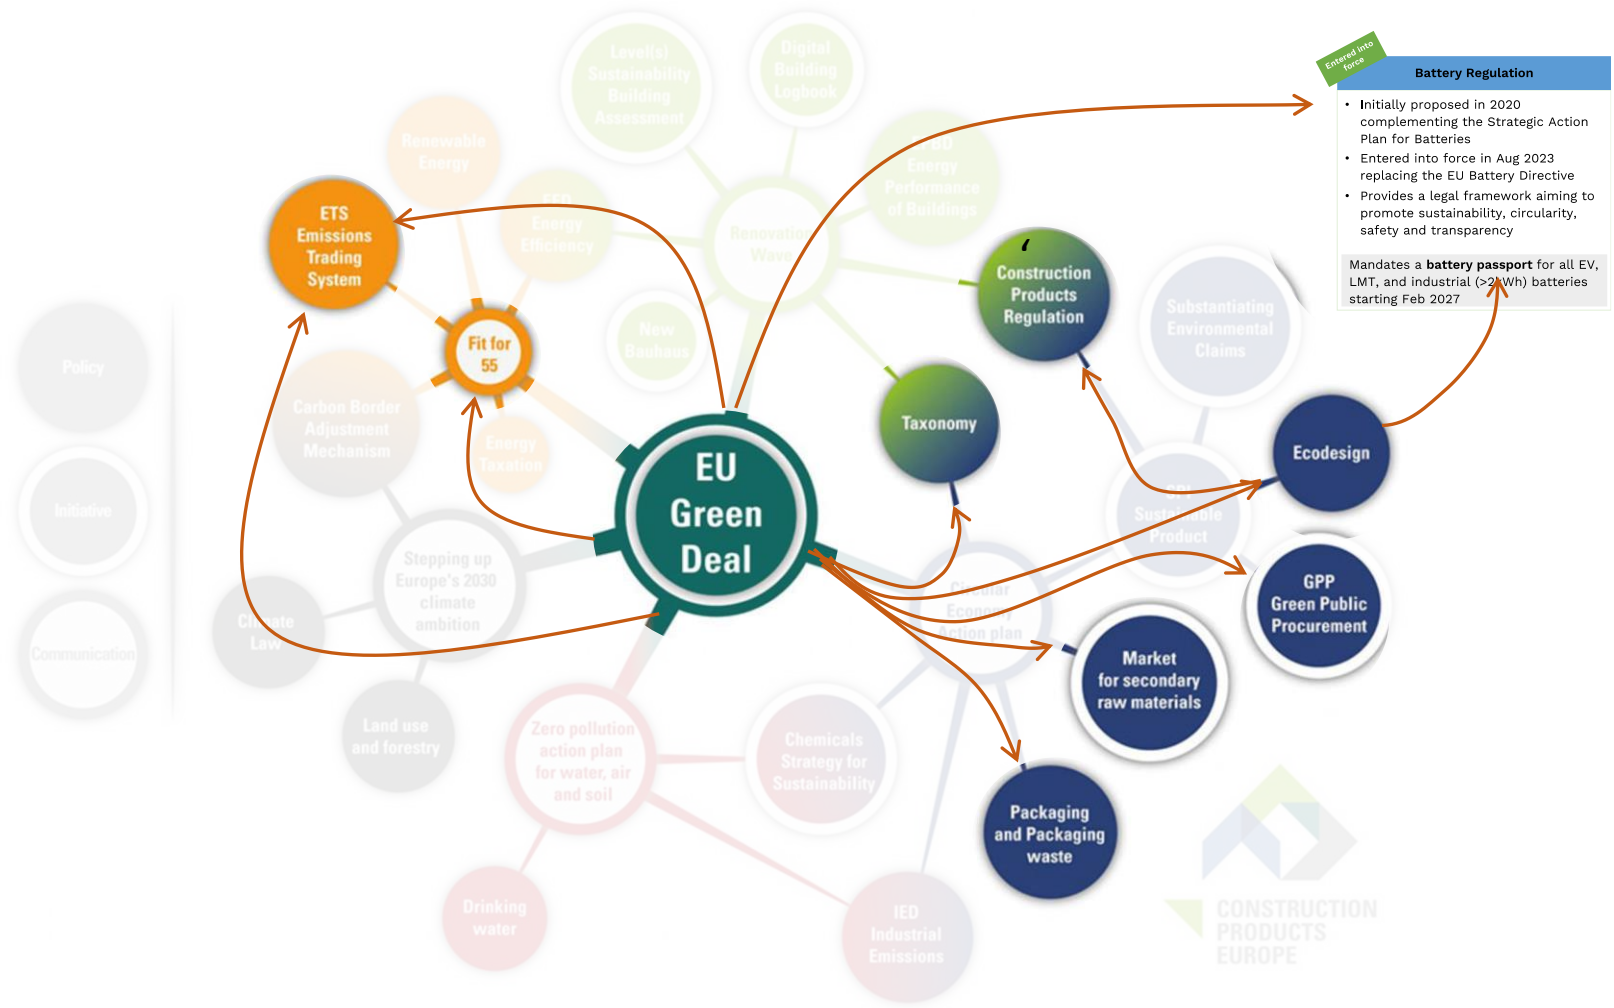 Level(s)
Sustainability
Building
Assessment
Digital
Building
Logbook
Entered into
force
Battery Regulation
• Initially proposed in 2020
complementing the Strategic Action
Plan for Batteries
• Entered into force in Aug 2023
replacing the EU Battery Directive
• Provides a legal framework aiming to
promote sustainability, circularity,
safety and transparency
Mandates a battery passport for all EV,
LMT, and industrial (>2kWh) batteries
starting Feb 2027
Renewable
Energy
Energy
Performance
of Buildings
ETS
Emissions
Trading
System
Energy
Efficiency
Renovation
Wave
‘
Construction
Products
Regulation
Substantiating
Environmental
Claims
New
Bauhaus
Fit for
55
Policy
Carbon Border
Adjustment
Mechanism
Energy
Taxation
Taxonomy
Ecodesign
EU
Green
Deal
Initiative
SPI
Sustainable
Product
Stepping up
Europe's 2030
climate
ambition
Circular
Economy
Action plan
GPP
Green Public
Procurement
Climate
Law
Communication
Market
for secondary
raw materials
Land use
and forestry
Zero pollution
action plan
for water, air
and soil
Chemicals
Strategy for
Sustainability
Packaging
and Packaging
waste
Drinking
water
IED
Industrial
Emissions
CONSTRUCTION
PRODUCTS
EUROPE